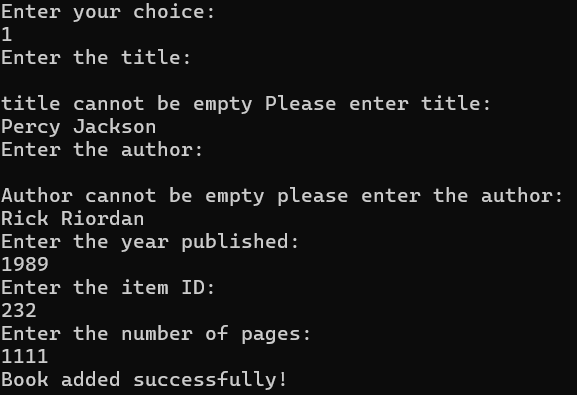 Enter your choice:
1
Enter the title:
title cannot be empty Please enter title:
Percy Jackson
Enter the author:
Author cannot be empty please enter the author:
Rick Riordan
Enter the year published:
1989
Enter the item ID:
232
Enter the number of pages:
1111
Book added successfully!